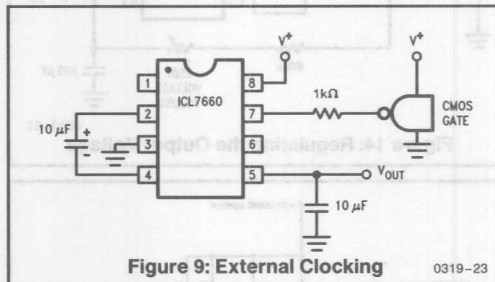 V+
V+
1
8
ICL7660
1kΩ
2
7
CMOS
GATE
10 μF
+
3
6
4
5
VOUT
10 μF
Figure 9: External Clocking
0319–23